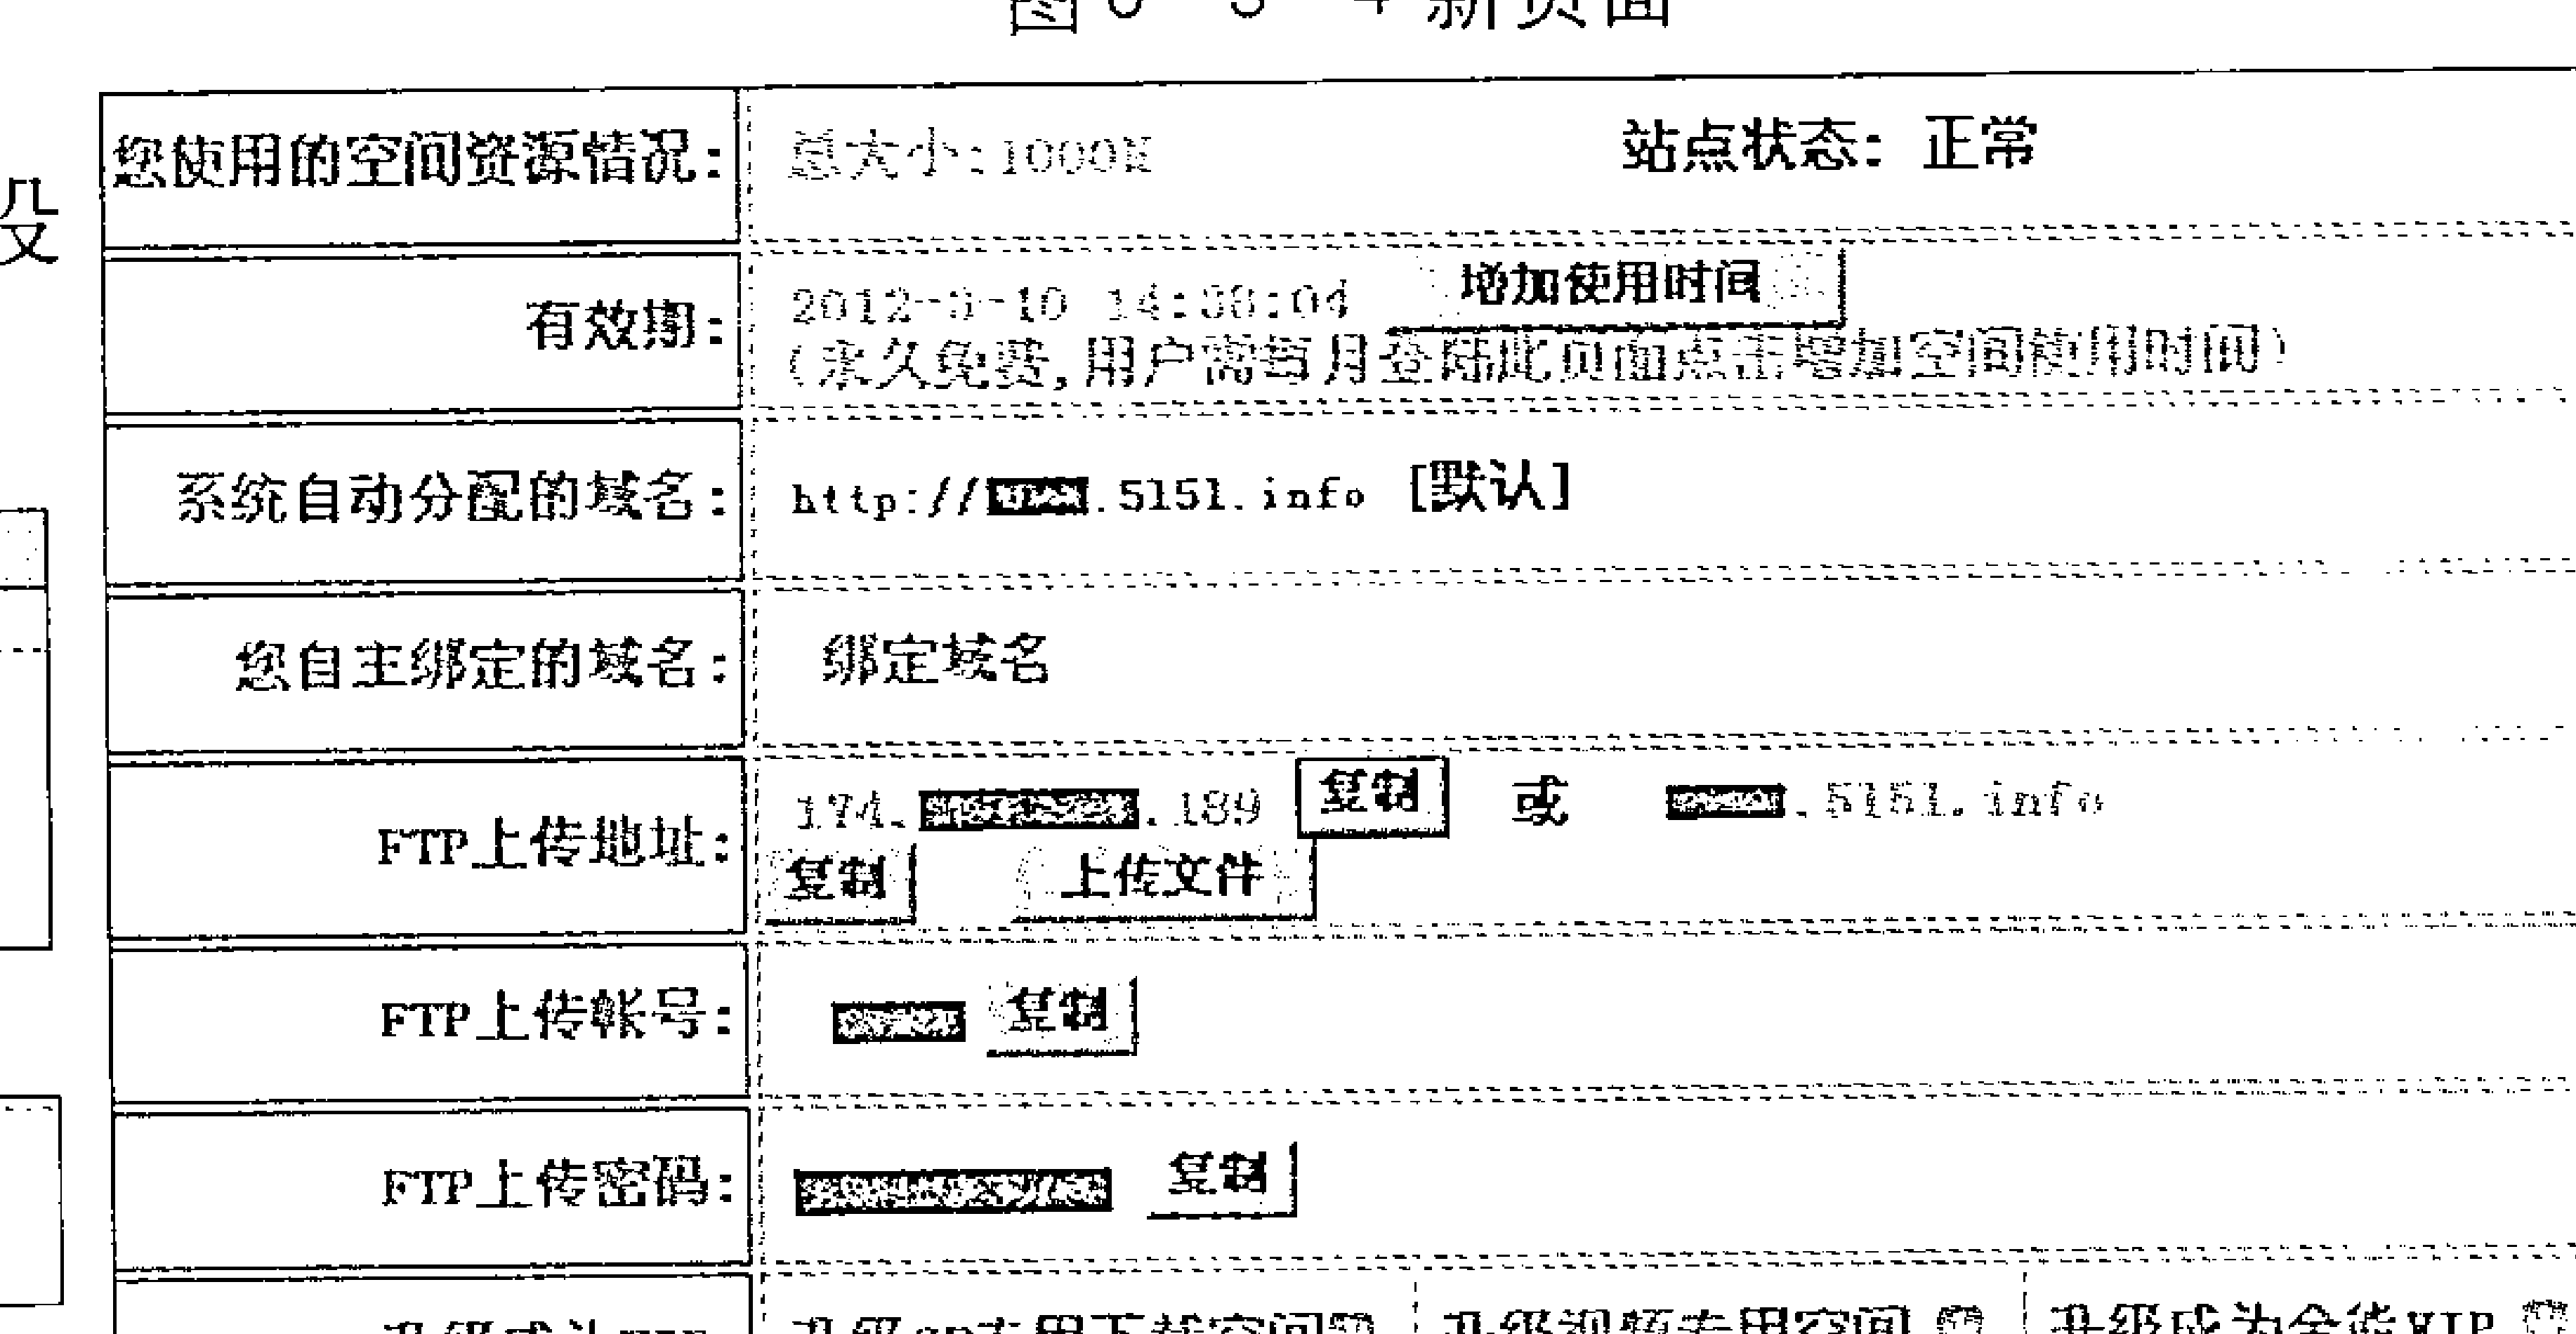 新页面
您使用的空间资源情况: 总大小:1000M 站点状态: 正常
有效期: 增加使用时间
(永久免费,用户需每月登陆此页面点击增加空间使用时间)
系统自动分配的域名: http://.5151.info [默认]
您自主绑定的域名: 绑定域名
FTP上传地址: 174. .189 复制 或 .5151.info
复制 上传文件
FTP上传帐号: 复制
FTP上传密码: 复制